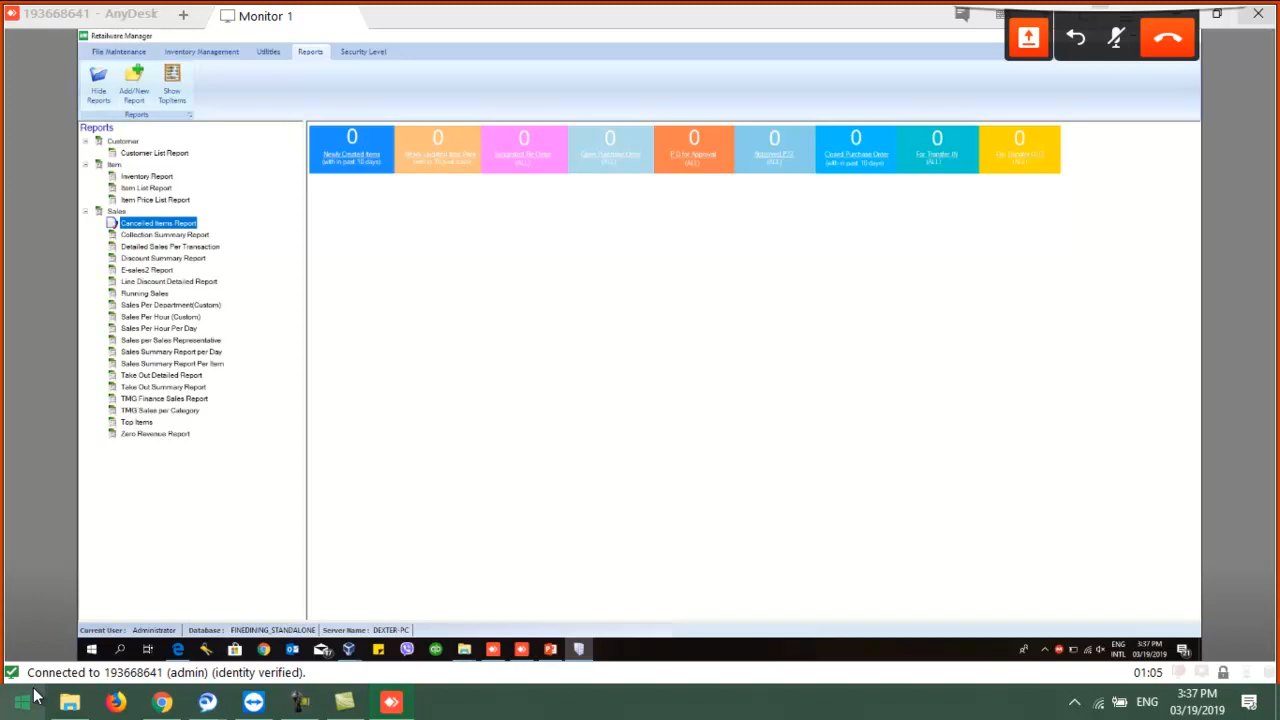 193668641 - AnyDesk
Monitor 1
Retailware Manager
File Maintenance
Inventory Management
Utilities
Reports
Security Level
Hide Reports
Add/New Report
Show TopItems
Reports
Reports
Customer
Customer List Report
Item
Inventory Report
Item List Report
Item Price List Report
Sales
Cancelled Items Report
Collection Summary Report
Detailed Sales Per Transaction
Discount Summary Report
E-sales2 Report
Line Discount Detailed Report
Running Sales
Sales Per Department(Custom)
Sales Per Hour (Custom)
Sales Per Hour Per Day
Sales per Sales Representative
Sales Summary Report per Day
Sales Summary Report Per Item
Take Out Detailed Report
Take Out Summary Report
TMG Finance Sales Report
TMG Sales per Category
Top Items
Zero Revenue Report
0
Newly Created Items
(with in past 10 days)
0
0
(ALL)
0
(ALL)
0
P.O for Approval
(ALL)
0
(ALL)
0
Closed Purchase Order
(with in past 10 days)
0
For Transfer IN
(ALL)
0
(ALL)
Current User : Administrator
Database : FINEDINING_STANDALONE
Server Name : DEXTER-PC
ENG
INTL
3:37 PM
03/19/2019
Connected to 193668641 (admin) (identity verified).
01:05
ENG
3:37 PM
03/19/2019